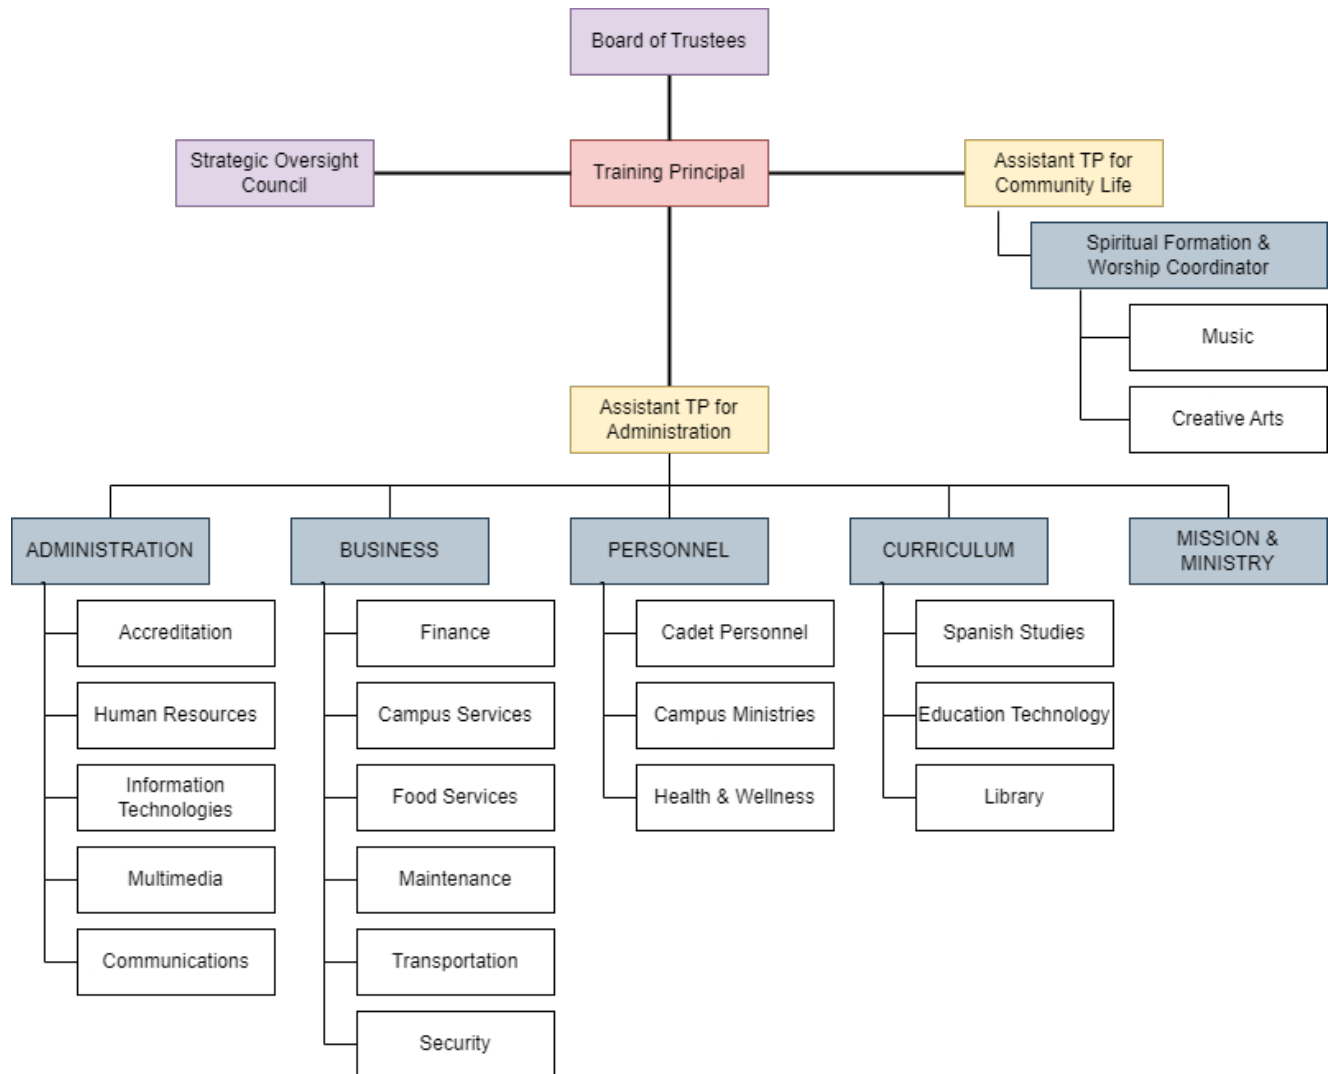 Board of Trustees
Strategic Oversight
Council
Training Principal
Assistant TP for
Community Life
Spiritual Formation &
Worship Coordinator
Music
Creative Arts
Assistant TP for
Administration
ADMINISTRATION
Accreditation
Human Resources
Information
Technologies
Multimedia
Communications
BUSINESS
Finance
Campus Services
Food Services
Maintenance
Transportation
Security
PERSONNEL
Cadet Personnel
Campus Ministries
Health & Wellness
CURRICULUM
Spanish Studies
Education Technology
Library
MISSION &
MINISTRY